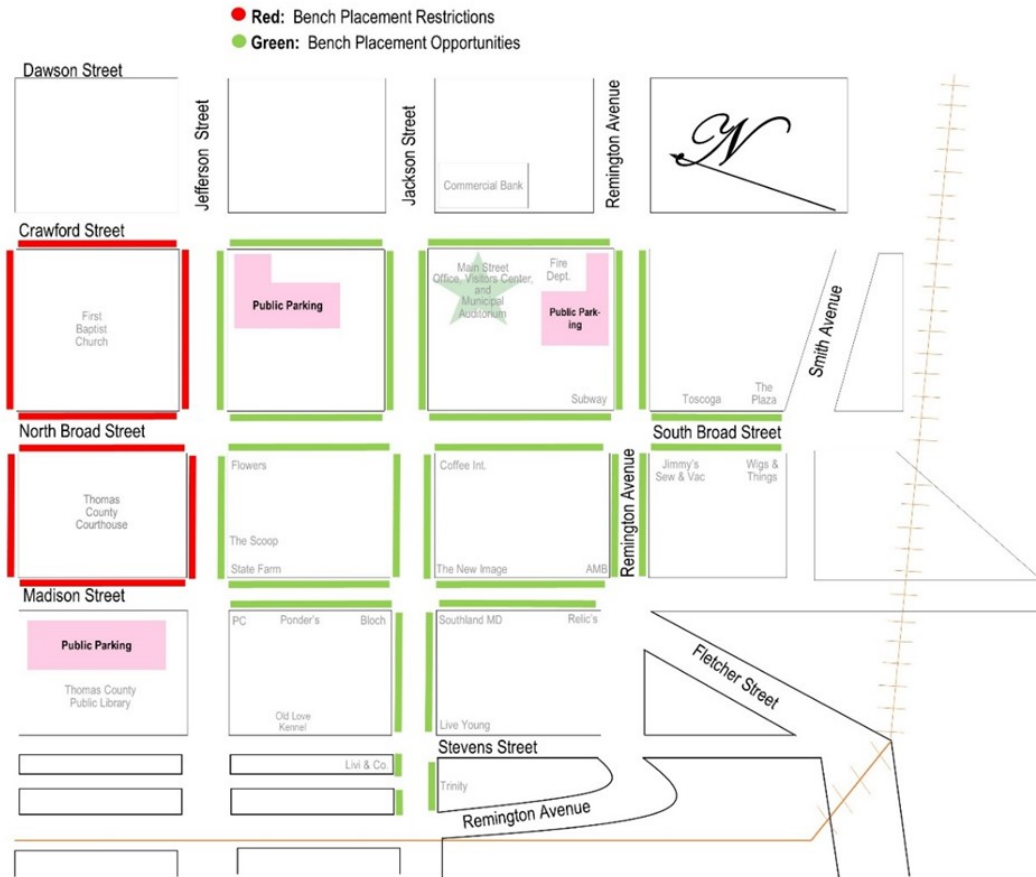 Red: Bench Placement Restrictions
Green: Bench Placement Opportunities
Dawson Street
Jefferson Street
Jackson Street
Remington Avenue
N
Commercial Bank
Crawford Street
First
Baptist
Church
Public Parking
Main Street
Office, Visitors Center,
and
Municipal
Auditorium
Fire
Dept.
Public Park-
ing
Subway
Toscoga
The
Plaza
Smith Avenue
North Broad Street
South Broad Street
Thomas
County
Courthouse
Flowers
The Scoop
State Farm
Coffee Int.
The New Image
AMB
Remington Avenue
Jimmy's
Sew & Vac
Wigs &
Things
Madison Street
Public Parking
Thomas County
Public Library
PC
Ponder's
Bloch
Old Love
Kennel
Southland MD
Relic's
Live Young
Fletcher Street
Stevens Street
Livi & Co.
Trinity
Remington Avenue